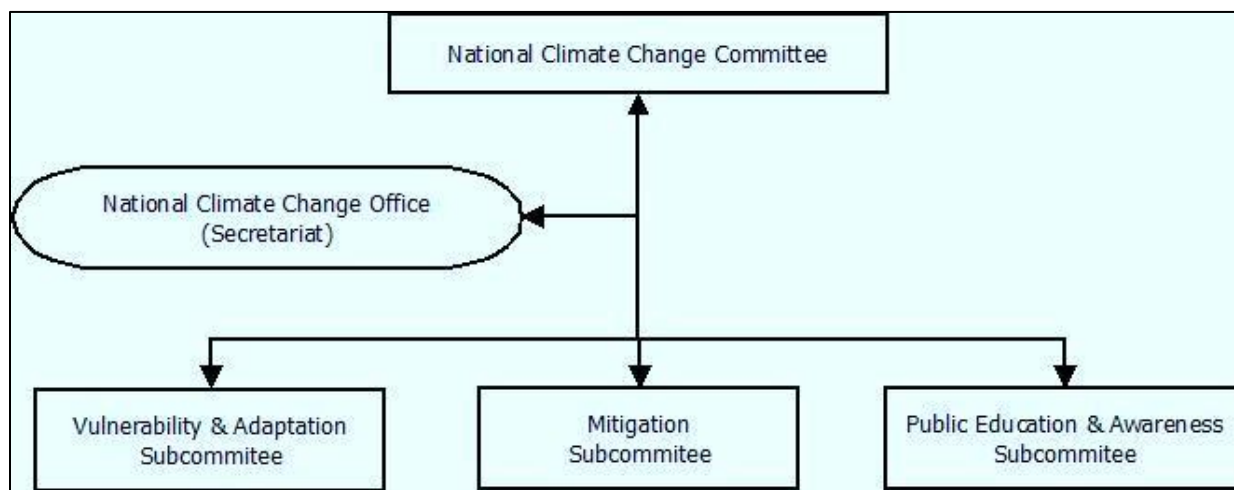 National Climate Change Committee
National Climate Change Office
(Secretariat)
Vulnerability & Adaptation
Subcommitee
Mitigation
Subcommitee
Public Education & Awareness
Subcommitee